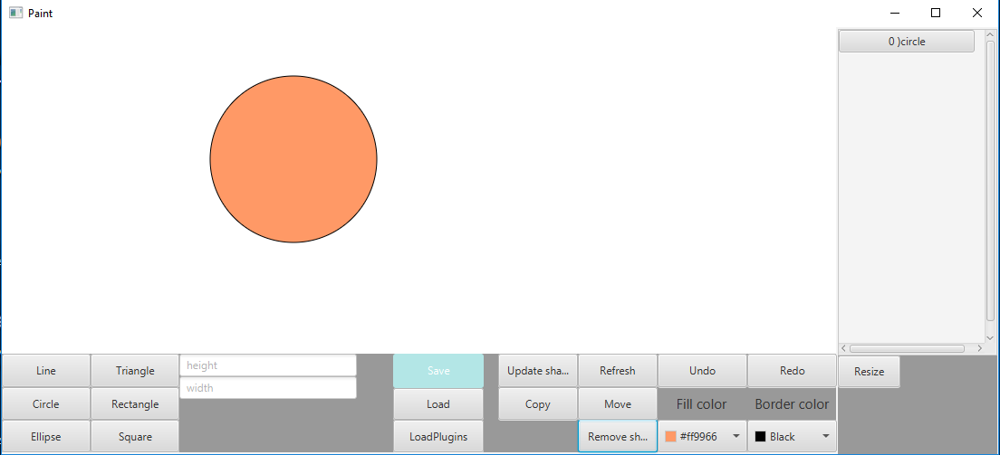 Paint
0 )circle
Line Triangle height Save Update sha... Refresh Undo Redo Resize
width
Circle Rectangle Load Copy Move Fill color Border color
Ellipse Square LoadPlugins Remove sh... #ff9966 Black